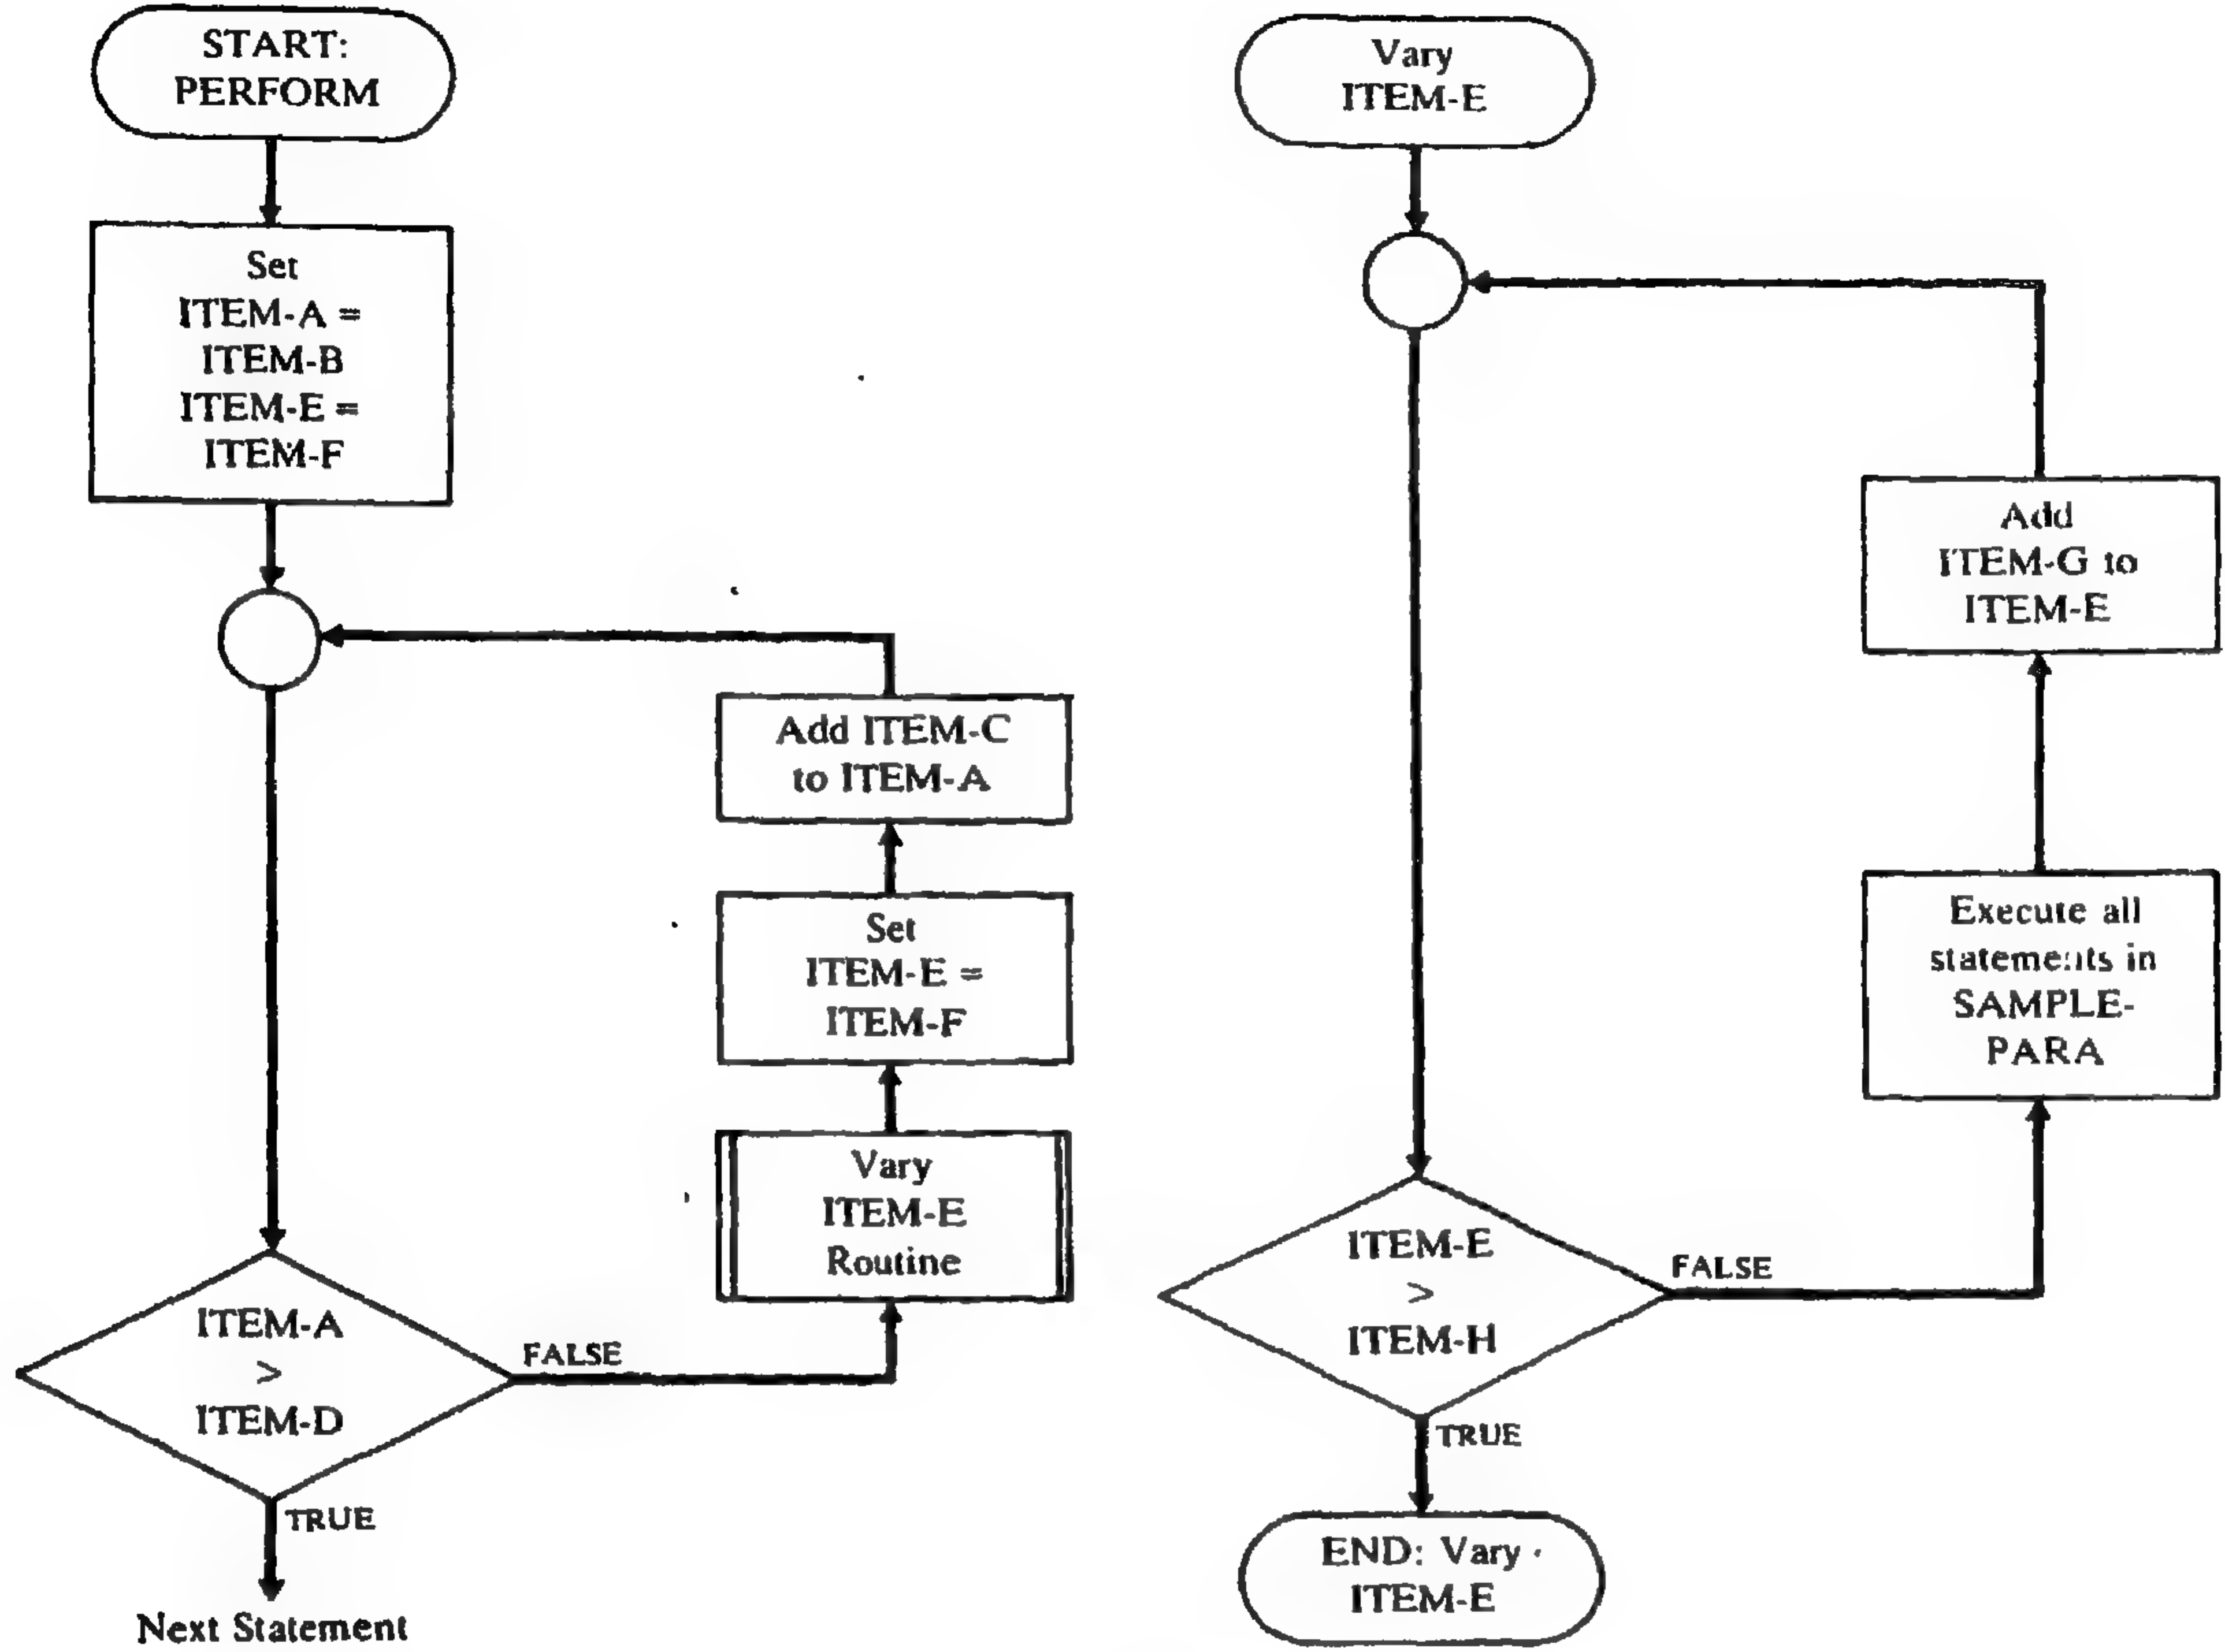 START:
PERFORM
Set
ITEM-A =
ITEM-B
ITEM-E =
ITEM-F
Add ITEM-C
to ITEM-A
Set
ITEM-E =
ITEM-F
Vary
ITEM-E
Routine
ITEM-A
>
ITEM-D
FALSE
TRUE
Next Statement
Vary
ITEM-E
Add
ITEM-G to
ITEM-E
Execute all
statements in
SAMPLE-
PARA
ITEM-E
>
ITEM-H
FALSE
TRUE
END: Vary
ITEM-E